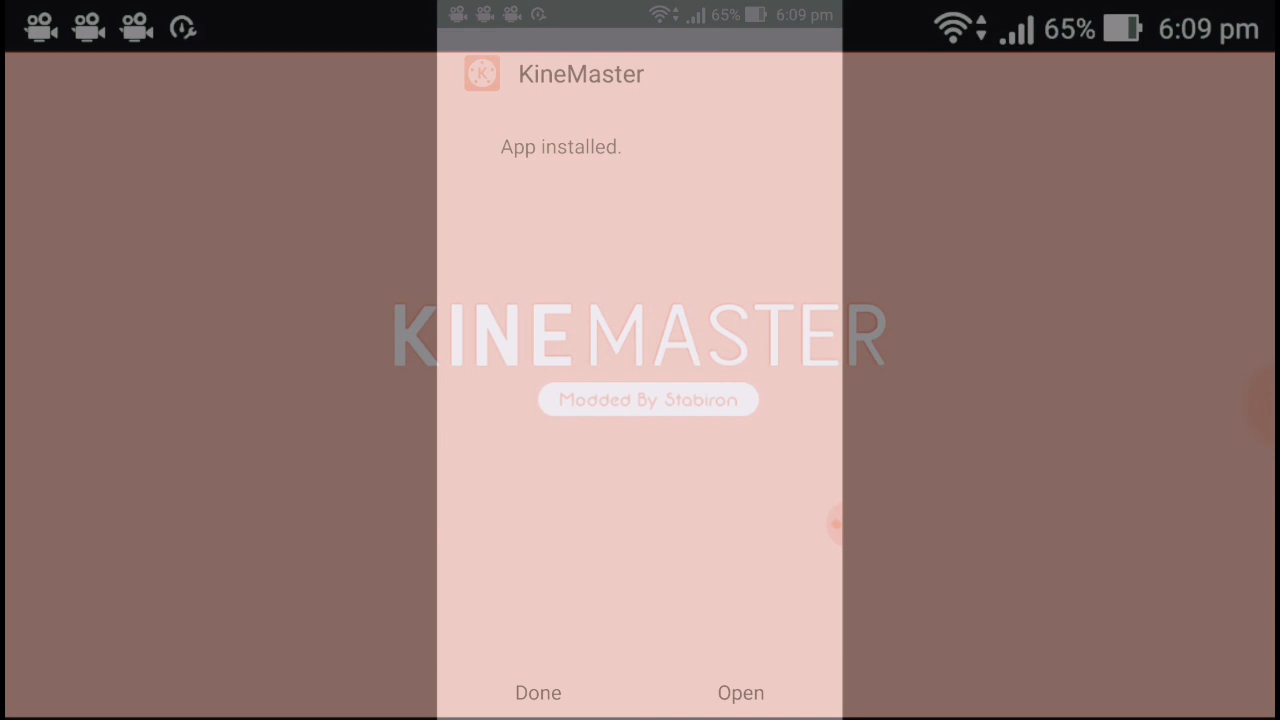 65% 6:09 pm
65% 6:09 pm
K KineMaster
App installed.
KINEMASTER
Modded By Stabiron
Done Open